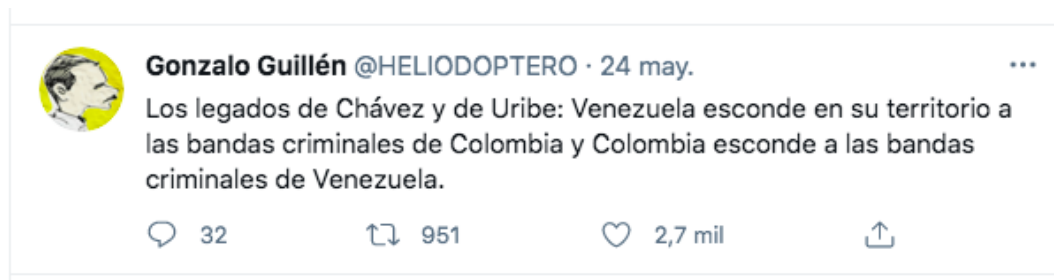 Gonzalo Guillén @HELIODOPTERO · 24 may.
Los legados de Chávez y de Uribe: Venezuela esconde en su territorio a
las bandas criminales de Colombia y Colombia esconde a las bandas
criminales de Venezuela.
32 951 2,7 mil